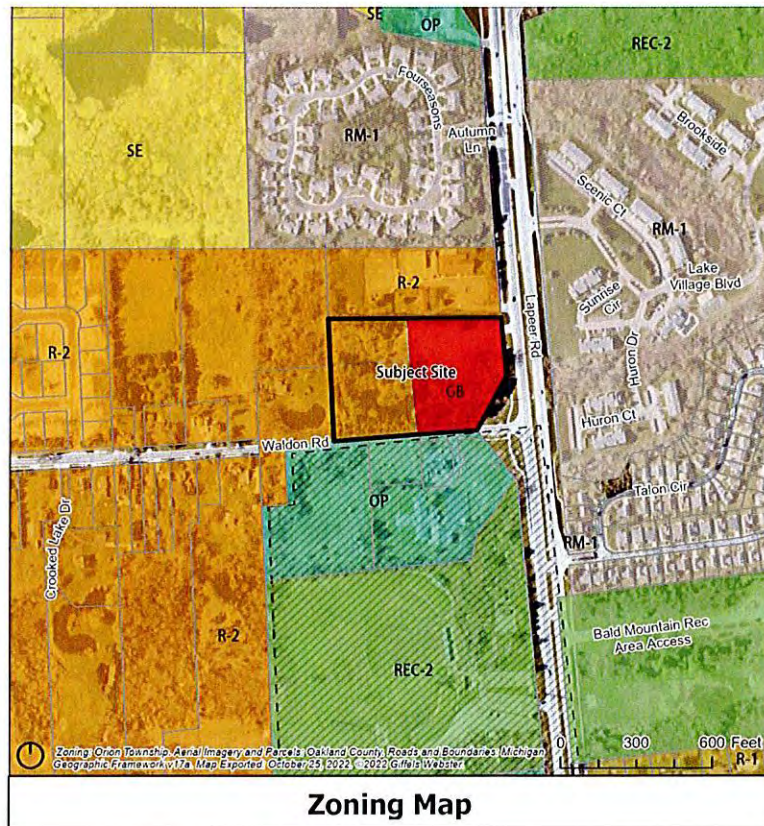 SE
OP
REC-2
Fourseasons
Autumn
Ln
RM-1
SE
Brookside
Scenic Ct
RM-1
Lake
Village Blvd
Sunrise
Cir
R-2
Lapeer Rd
Huron Dr
R-2
Subject Site
GB
Huron Ct
Waldon Rd
Talon Cir
OP
RM-1
Crooked Lake Dr
Bald Mountain Rec
Area Access
R-2
REC-2
Zoning: Orion Township. Aerial Imagery and Parcels: Oakland County. Roads and Boundaries: Michigan
Geographic Framework v17a. Map Exported: October 25, 2022. ©2022 Giffels Webster
0 300 600 Feet
R-1
Zoning Map